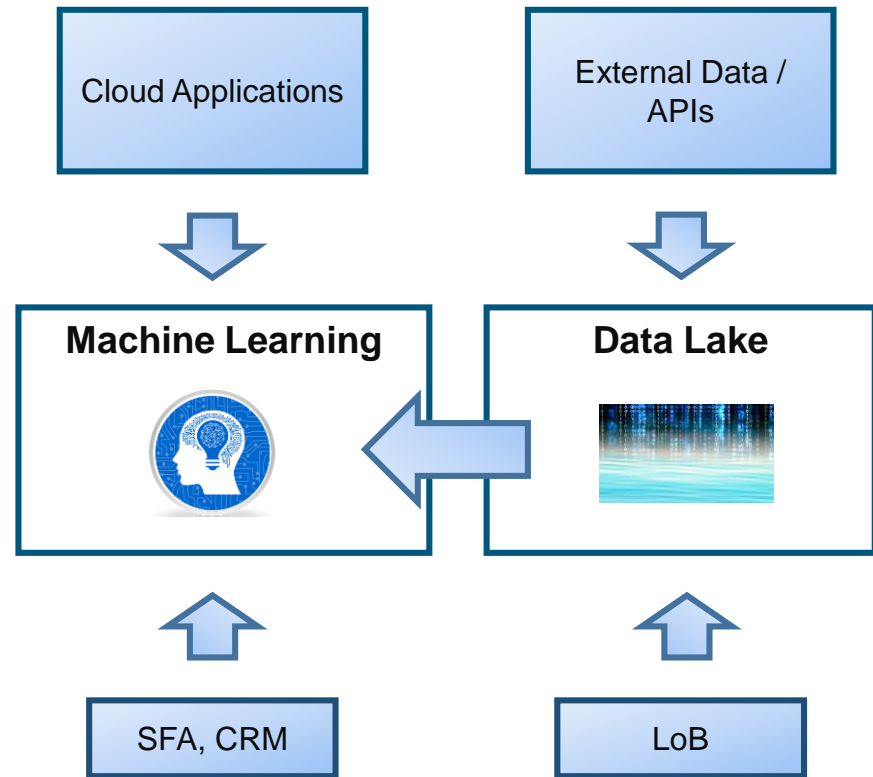 Cloud Applications
External Data /
APIs
Machine Learning
Data Lake
SFA, CRM
LoB